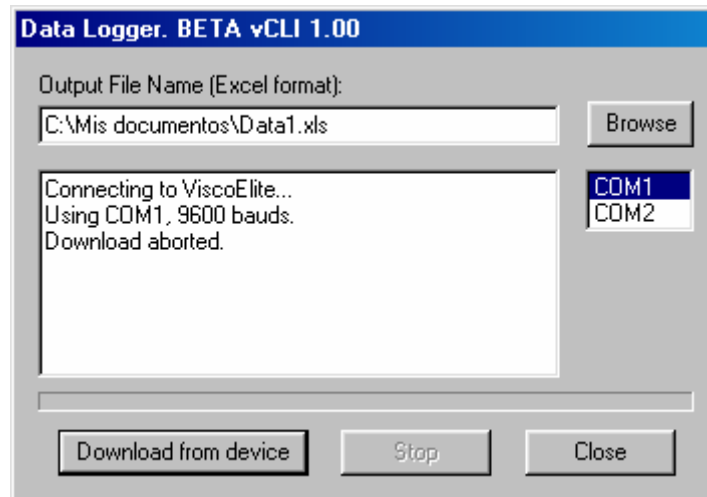 Data Logger. BETA vCLI 1.00
Output File Name (Excel format):
C:\Mis documentos\Data1.xls
Browse
Connecting to ViscoElite...
Using COM1, 9600 bauds.
Download aborted.
COM1
COM2
Download from device
Stop
Close